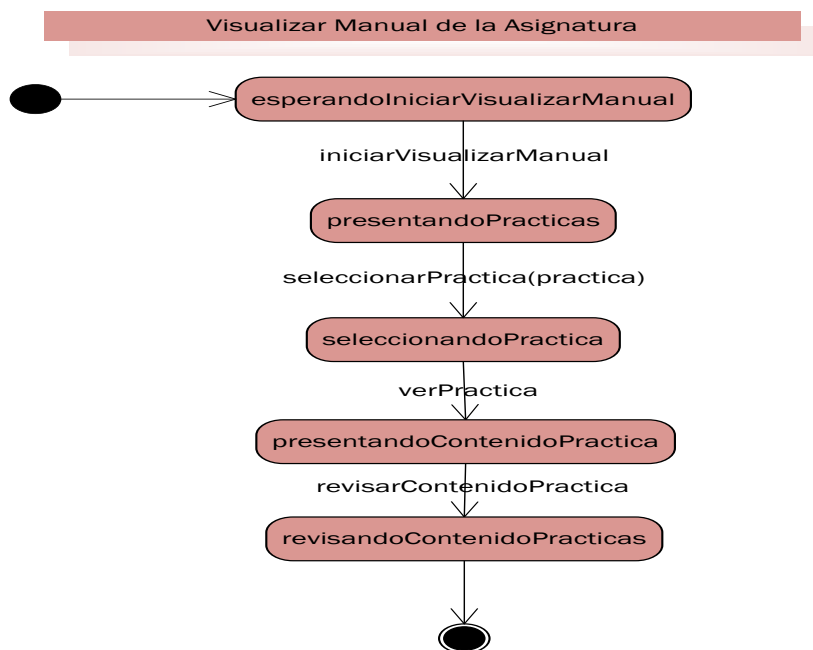 Visualizar Manual de la Asignatura
esperandoIniciarVisualizarManual
iniciarVisualizarManual
presentandoPracticas
seleccionarPractica(practica)
seleccionandoPractica
verPractica
presentandoContenidoPractica
revisarContenidoPractica
revisandoContenidoPracticas